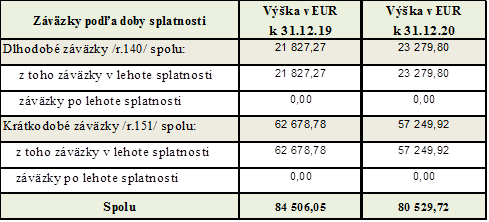 Záväzky podľa doby splatnosti Výška v EUR k 31.12.19 Výška v EUR k 31.12.20
Dlhodobé záväzky /r.140/ spolu: 21 827,27 23 279,80
z toho záväzky v lehote splatnosti 21 827,27 23 279,80
záväzky po lehote splatnosti 0,00 0,00
Krátkodobé záväzky /r.151/ spolu: 62 678,78 57 249,92
z toho záväzky v lehote splatnosti 62 678,78 57 249,92
záväzky po lehote splatnosti 0,00 0,00
Spolu 84 506,05 80 529,72